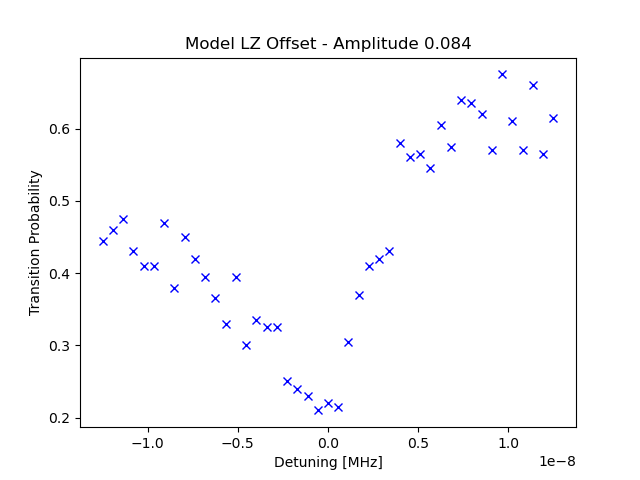 Model LZ Offset - Amplitude 0.084
Transition Probability
0.6
0.5
0.4
0.3
0.2
−1.0 −0.5 0.0 0.5 1.0
1e−8
Detuning [MHz]